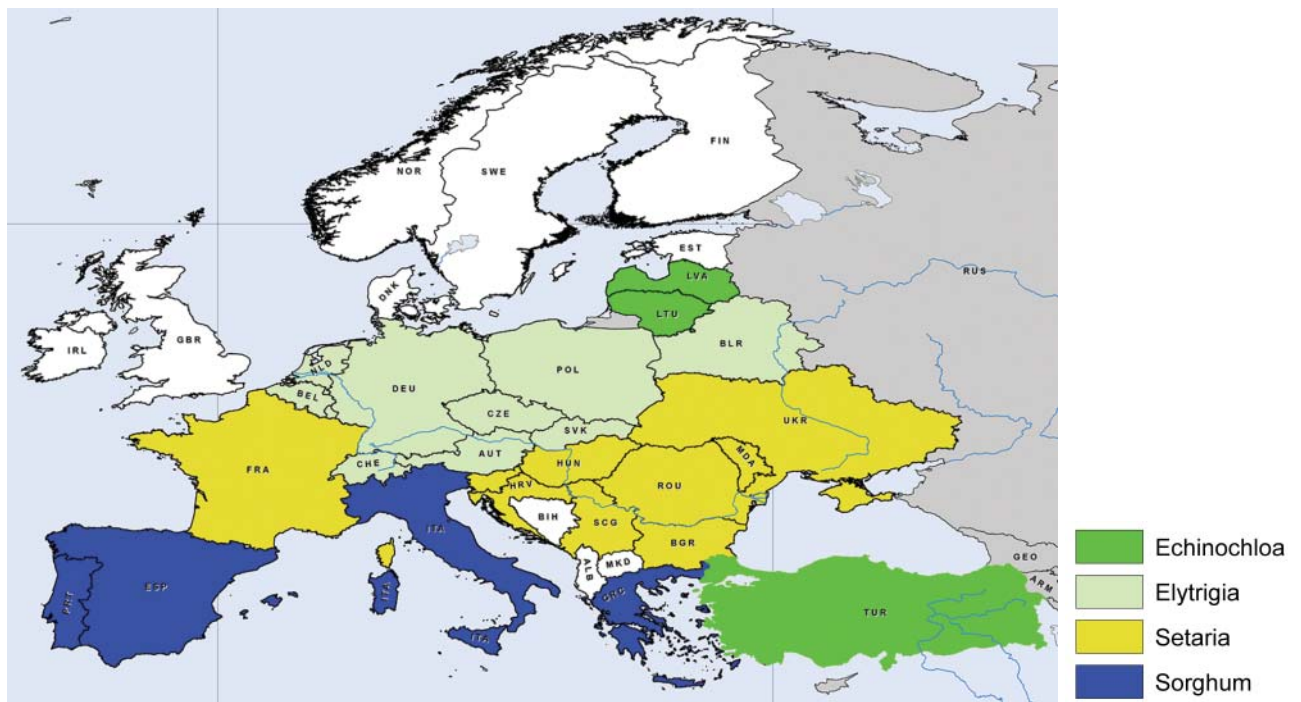 FIN
NOR
SWE
EST
RUS
LVA
DNK
LTU
IRL
GBR
BLR
NLD
POL
DEU
BEL
CZE
UKR
SVK
AUT
CHE
FRA
HUN
MDA
HRV
ROU
BIH
SCG
ITA
BGR
GEO
Echinochloa
ALB
MKD
ARM
PRT
ESP
ITA
GRC
Elytrigia
TUR
ITA
Setaria
Sorghum